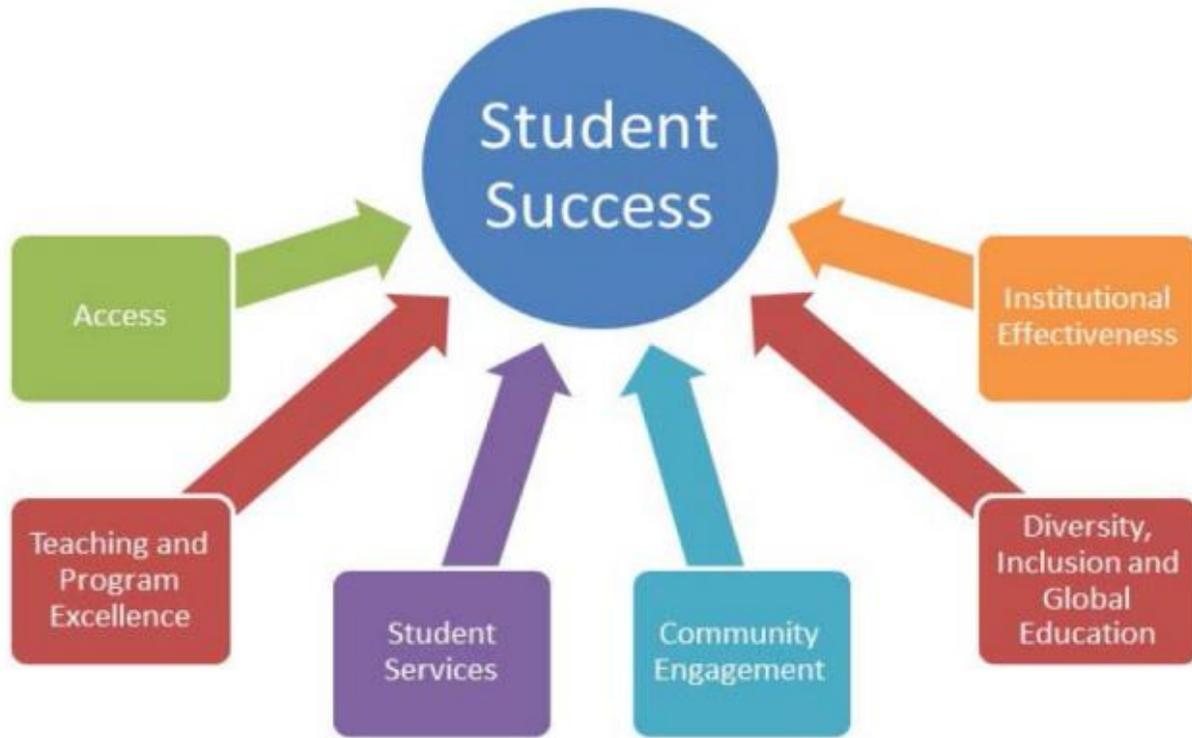 Student
Success
Access
Institutional
Effectiveness
Teaching and
Program
Excellence
Student
Services
Community
Engagement
Diversity,
Inclusion and
Global
Education